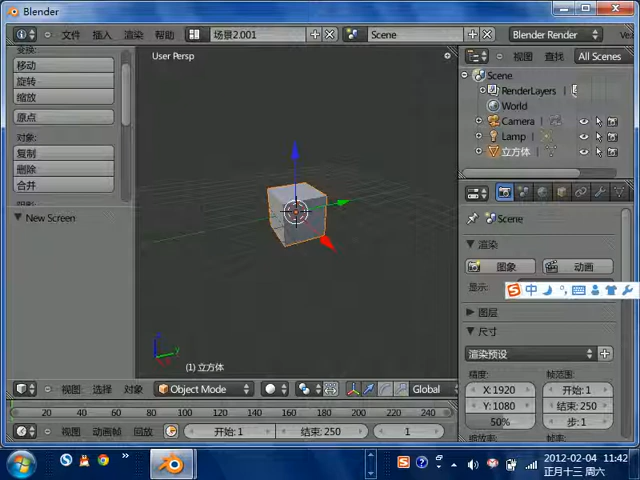 Blender
文件 插入 渲染 帮助 场景2.001 Scene Blender Render
User Persp
视图 查找 All Scenes
变换:
移动
旋转
缩放
原点
对象:
复制
删除
合并
New Screen
Scene
RenderLayers
World
Camera
Lamp
立方体
Scene
渲染
图象 动画
显示:
中
图层
尺寸
渲染预设
精度: 帧范围:
X:1920 开始:1
Y:1080 结束:250
50% 步:1
(1) 立方体
视图 选择 对象 Object Mode Global
20 40 60 80 100 120 140 160 180 200 220 240
视图 动画帧 回放 开始:1 结束:250 1
2012-02-04 11:42
正月十三 周六